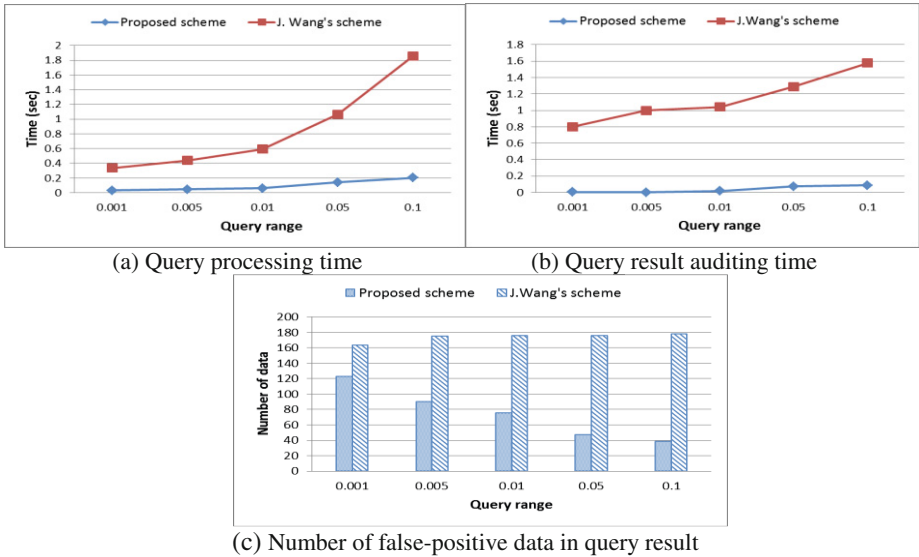 Proposed scheme J. Wang's scheme
2
1.8
1.6
1.4
1.2
1
0.8
0.6
0.4
0.2
0
Time (sec)
0.001 0.005 0.01 0.05 0.1
Query range
(a) Query processing time
Proposed scheme J. Wang's scheme
1.8
1.6
1.4
1.2
1
0.8
0.6
0.4
0.2
0
Time (sec)
0.001 0.005 0.01 0.05 0.1
Query range
(b) Query result auditing time
Proposed scheme J.Wang's scheme
200
180
160
140
120
100
80
60
40
20
0
Number of data
0.001 0.005 0.01 0.05 0.1
Query range
(c) Number of false-positive data in query result